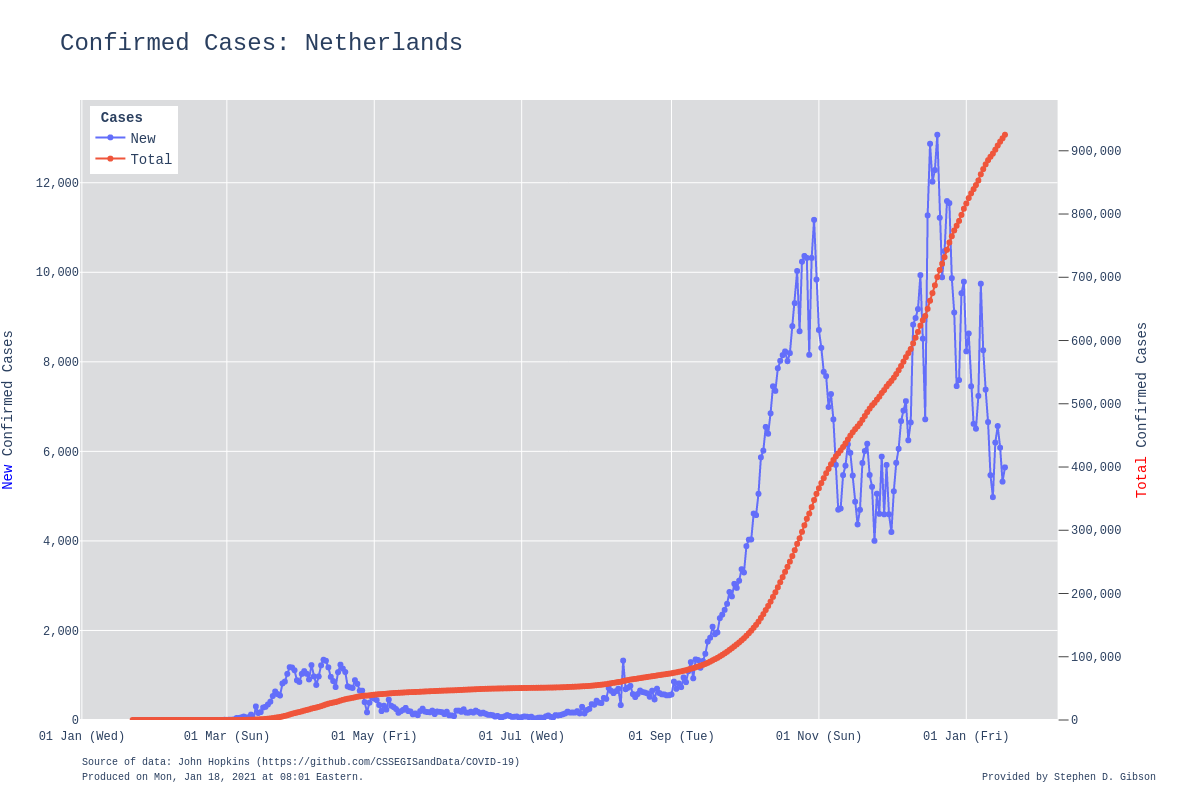 Confirmed Cases: Netherlands
Cases
New
Total
12,000
10,000
8,000
6,000
4,000
2,000
0
New Confirmed Cases
900,000
800,000
700,000
600,000
500,000
400,000
300,000
200,000
100,000
0
Total Confirmed Cases
01 Jan (Wed) 01 Mar (Sun) 01 May (Fri) 01 Jul (Wed) 01 Sep (Tue) 01 Nov (Sun) 01 Jan (Fri)
Source of data: John Hopkins (https://github.com/CSSEGISandData/COVID-19)
Produced on Mon, Jan 18, 2021 at 08:01 Eastern.
Provided by Stephen D. Gibson